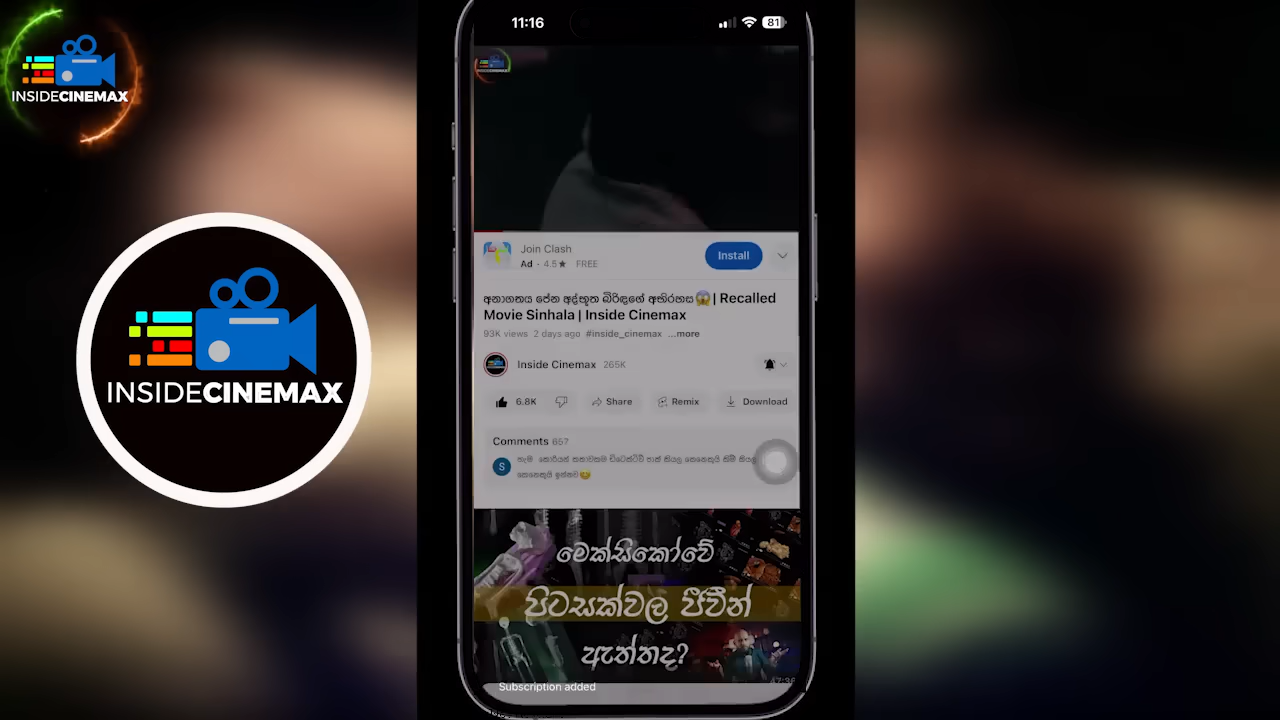 INSIDECINEMAX
INSIDECINEMAX
11:16
81
Join Clash
Install
Ad - 4.5★ FREE
අනාගතය පේන අද්භූත බිරිඳගේ අභිරහස😱| Recalled
Movie Sinhala | Inside Cinemax
93K views 2 days ago #inside_cinemax ...more
Inside Cinemax 265K
6.8K Share Remix Download
Comments 657
S
මෙක්සිකෝවේ
පිටසක්වල ජීවීන්
ඇත්තද?
47:36
Subscription added